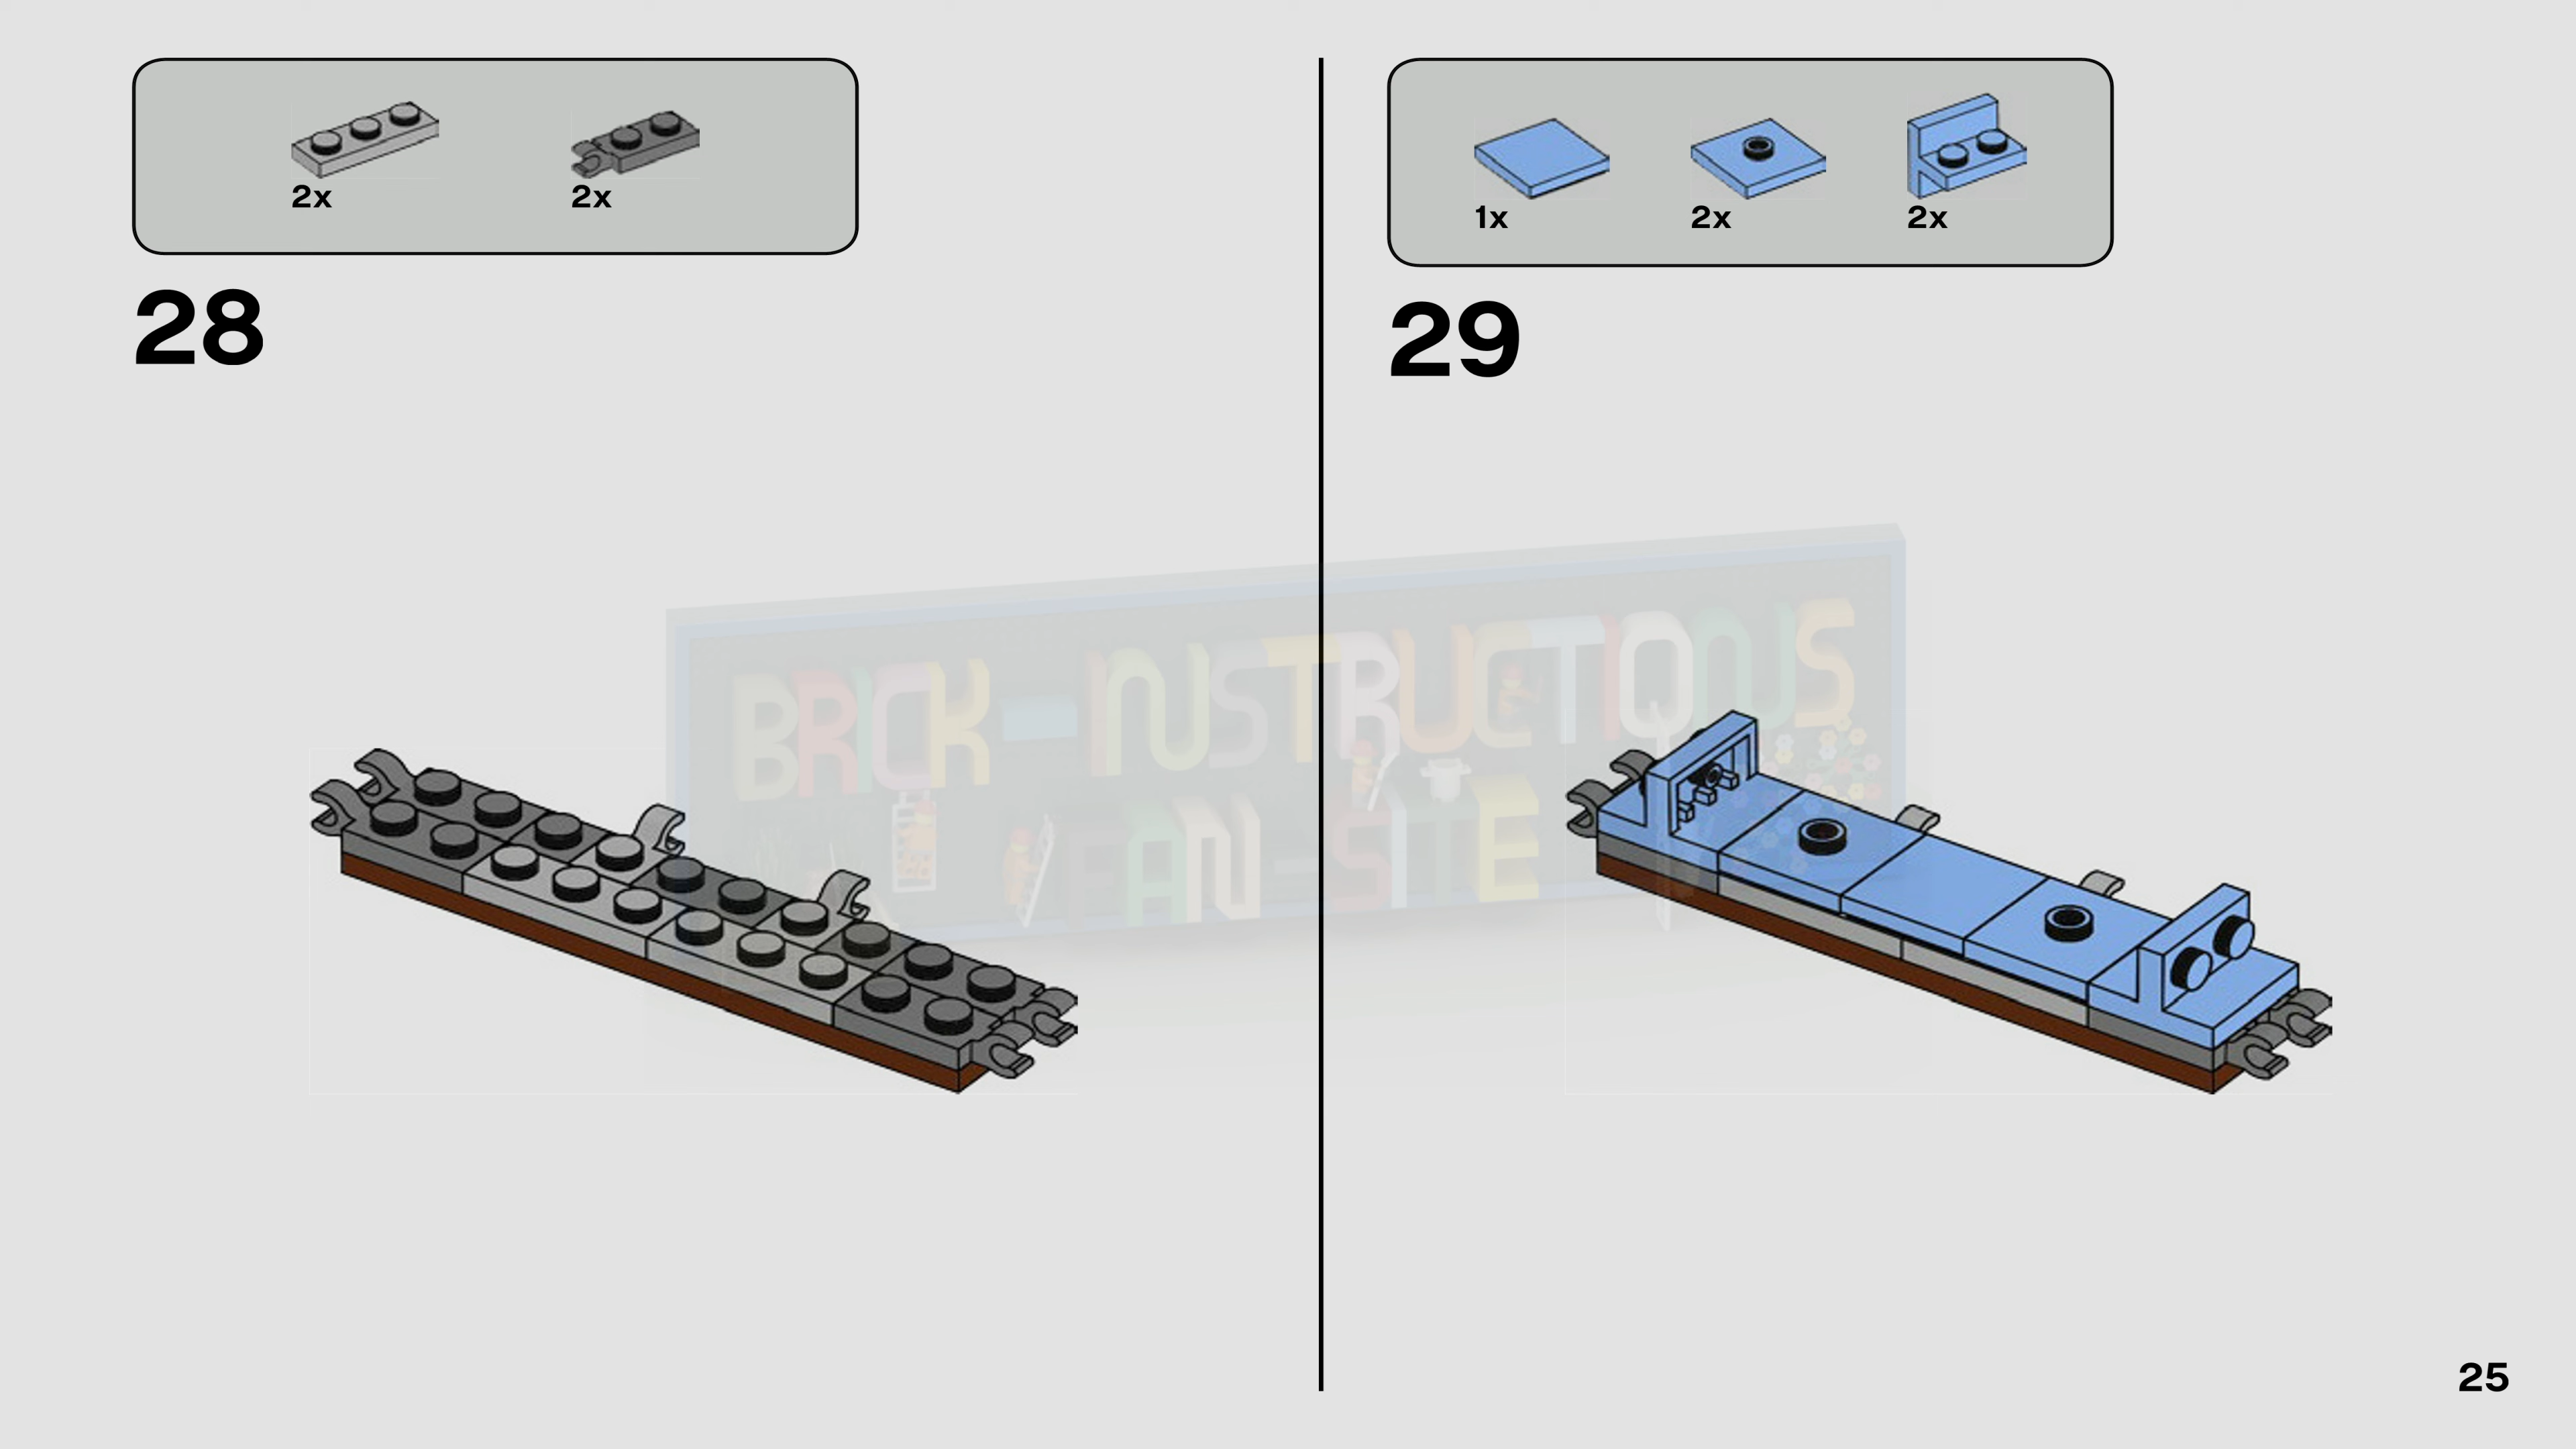 2x 2x
28
1x 2x 2x
29
BRICK-INSTRUCTIONS
FAN-SITE
25